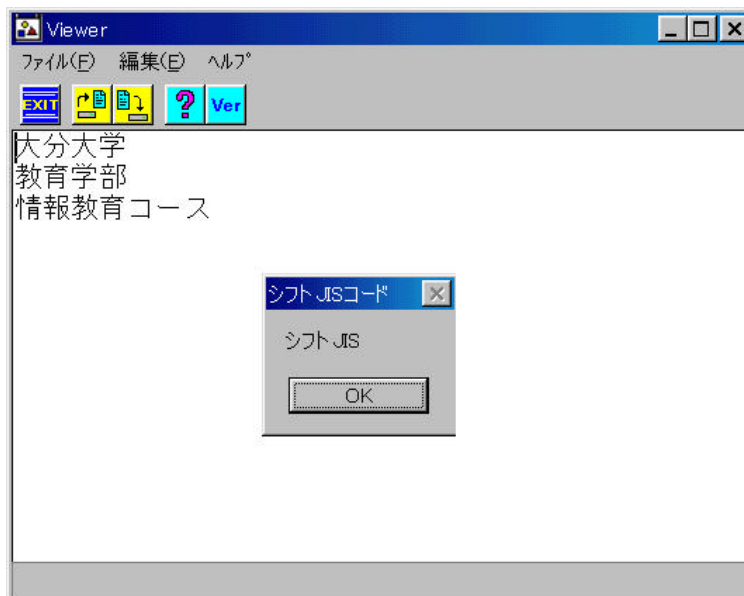 Viewer
ﾌｧｲﾙ(F) 編集(E) ﾍﾙﾌﾟ
EXIT ? Ver
大分大学
教育学部
情報教育コース
シフトJISコード
シフトJIS
OK